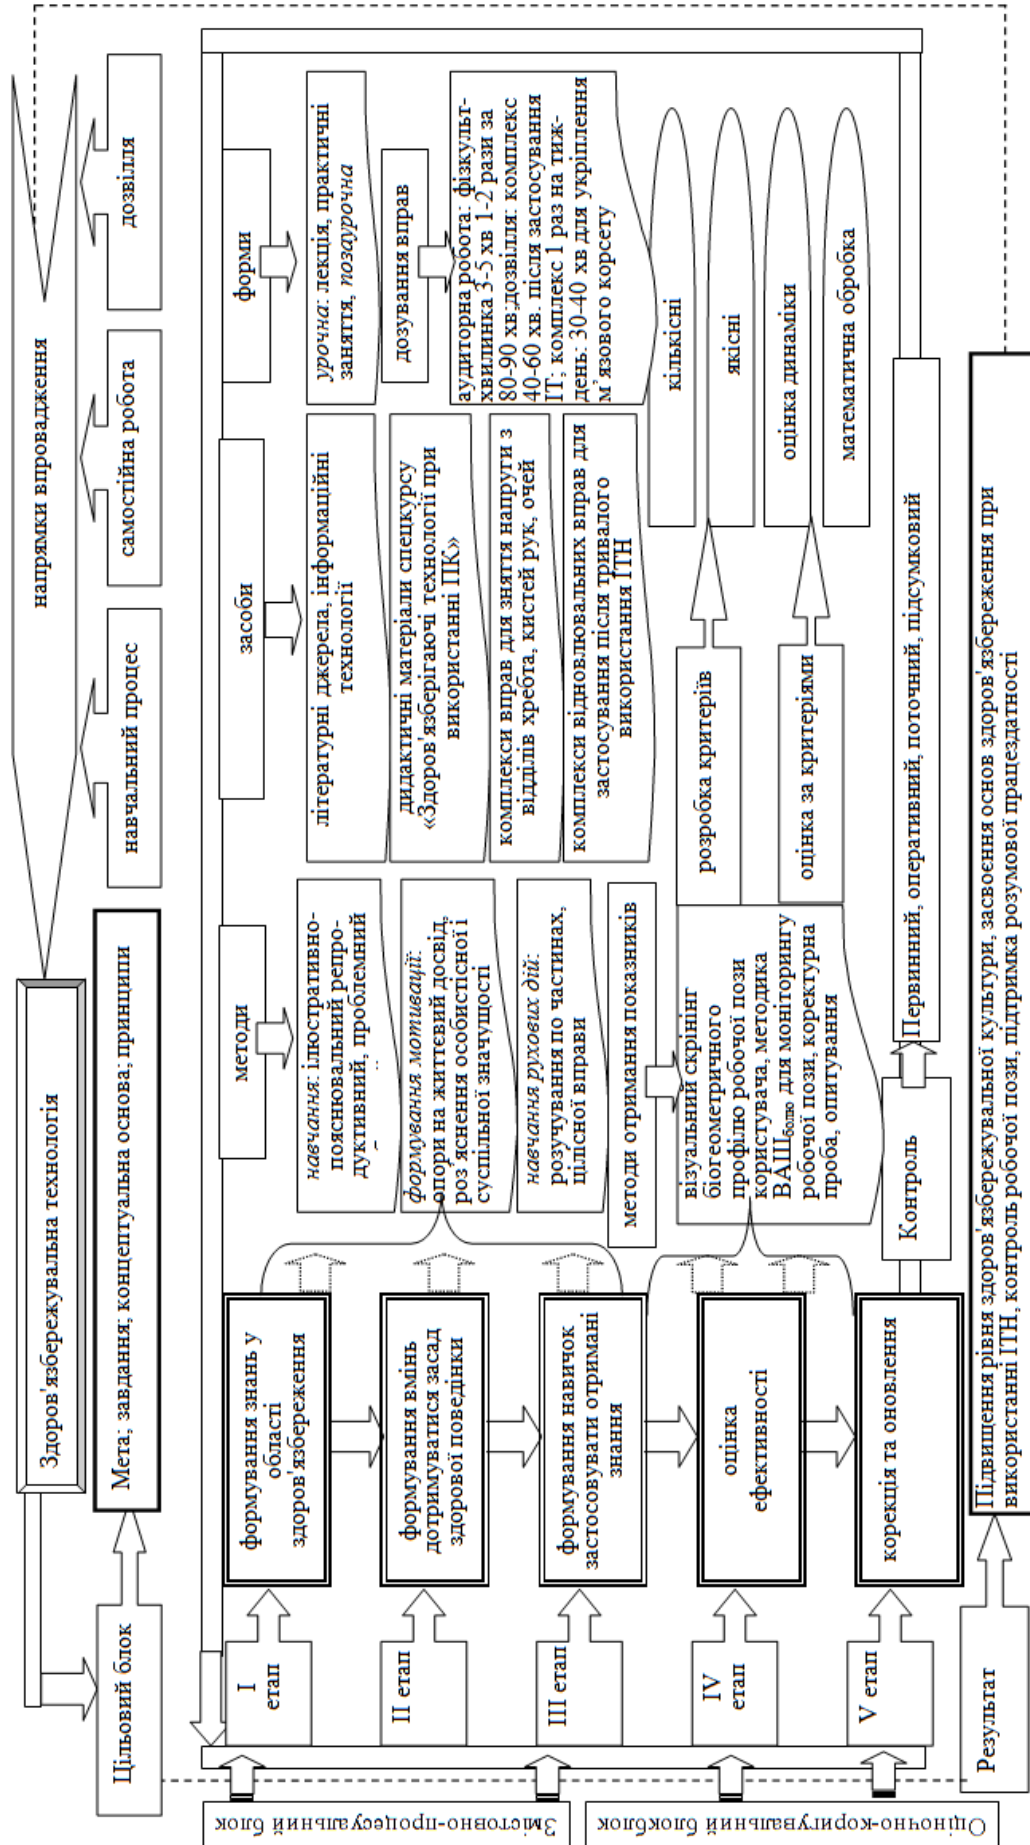 Здоров'язбережувальна технологія
напрямки впровадження
Цільовий блок
Мета; завдання; концептуальна основа; принципи
навчальний процес
самостійна робота
дозвілля
Змістовно-процесуальний блок
I
етап
формування знань у
області
здоров'язбереження
II етап
формування вмінь
дотримуватися засад
здорової поведінки
III етап
формування навичок
застосовувати отримані
знання
Оціночно-коригувальний блокблок
IV
етап
оцінка
ефективності
V етап
корекція та оновлення
методи
навчання: ілюстративно-
пояснювальний репро-
дуктивний, проблемний
формування мотивації:
опори на життєвий досвід,
роз яснення особистісної і
суспільної значущості
навчання рухових дій:
розучування по частинах,
цілісної вправи
методи отримання показників
візуальний скрінінг
біогеометричного
профілю робочої пози
користувача, методика
ВАШболю для моніторингу
робочої пози, коректурна
проба, опитування
засоби
літературні джерела, інформаційні
технології
дидактичні матеріали спецкурсу
«Здоров'язберігаючі технології при
використанні ПК»
комплекси вправ для зняття напруги з
відділів хребта, кистей рук, очей
комплекси відновлювальних вправ для
застосування після тривалого
використання ІТН
форми
урочна: лекція, практичні
заняття, позаурочна
дозування вправ
аудиторна робота: фізкульт-
хвилинка 3-5 хв 1-2 рази за
80-90 хв;дозвілля: комплекс
40-60 хв. після застосування
ІТ; комплекс 1 раз на тиж-
день: 30-40 хв для укріплення
м'язового корсету
розробка критеріїв
кількісні
якісні
оцінка за критеріями
оцінка динаміки
математична обробка
Контроль
Первинний, оперативний, поточний, підсумковий
Результат
Підвищення рівня здоров'язбережувальної культури, засвоєння основ здоров'язбереження при
використанні ІТН, контроль робочої пози, підтримка розумової працездатності